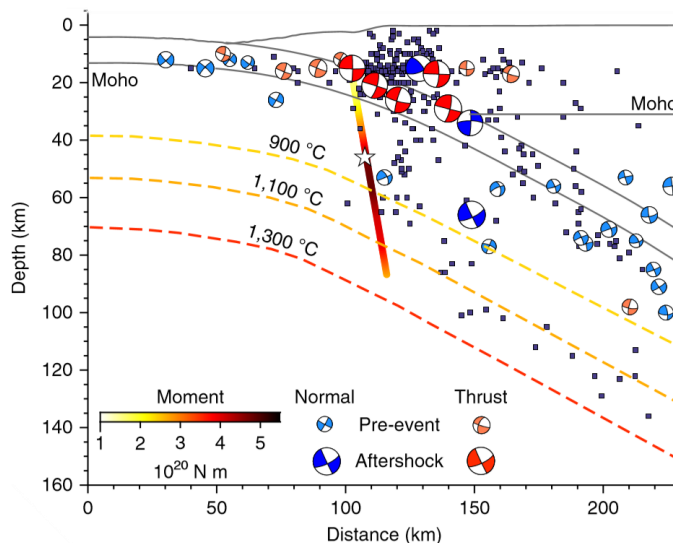 0
20
40
60
80
100
120
140
160
Depth (km)
Moho
Moho
900 °C
1,100 °C
1,300 °C
Moment
Normal
Thrust
Pre-event
1 2 3 4 5
Aftershock
10²⁰ N m
0 50 100 150 200
Distance (km)